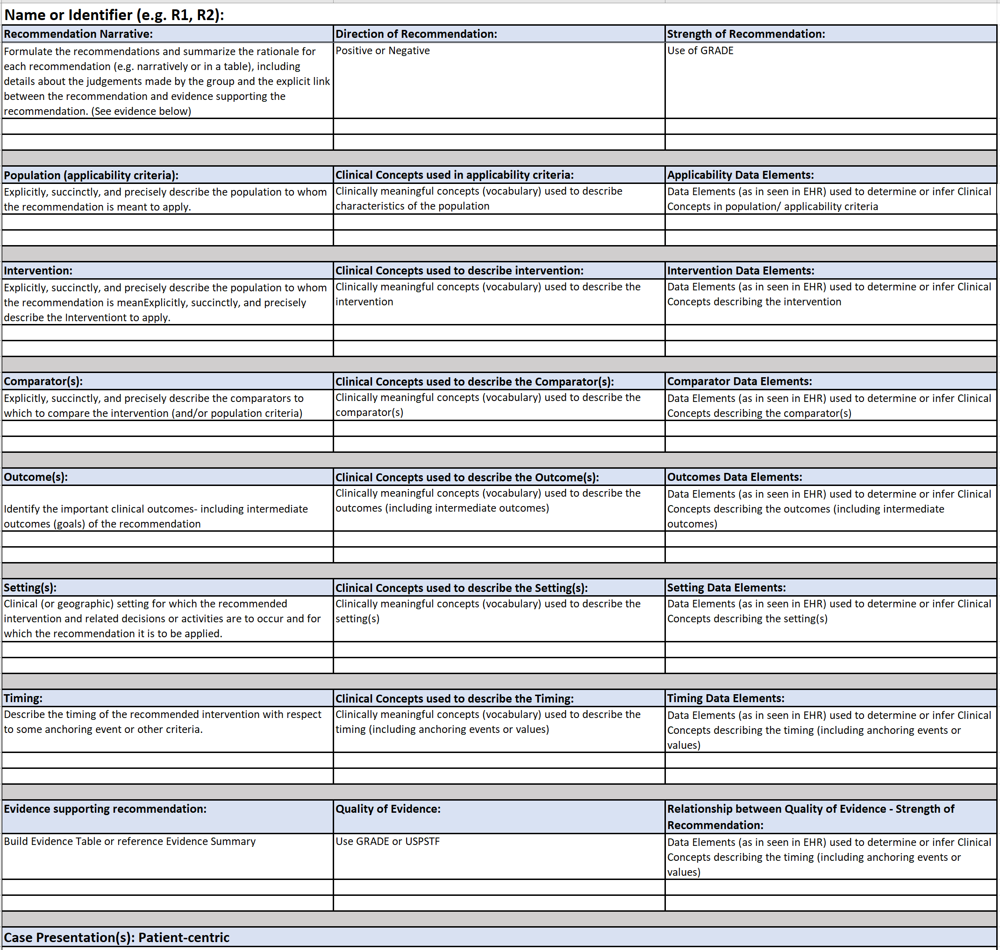 Name or Identifier (e.g. R1, R2):
Recommendation Narrative:
Direction of Recommendation:
Strength of Recommendation:
Formulate the recommendations and summarize the rationale for
each recommendation (e.g. narratively or in a table), including
details about the judgements made by the group and the explicit link
between the recommendation and evidence supporting the
recommendation. (See evidence below)
Positive or Negative
Use of GRADE
Population (applicability criteria):
Clinical Concepts used in applicability criteria:
Applicability Data Elements:
Explicitly, succinctly, and precisely describe the population to whom
the recommendation is meant to apply.
Clinically meaningful concepts (vocabulary) used to describe
characteristics of the population
Data Elements (as in seen in EHR) used to determine or infer Clinical
Concepts in population/ applicability criteria
Intervention:
Clinical Concepts used to describe intervention:
Intervention Data Elements:
Explicitly, succinctly, and precisely describe the population to whom
the recommendation is meanExplicitly, succinctly, and precisely
describe the Interventiont to apply.
Clinically meaningful concepts (vocabulary) used to describe the
intervention
Data Elements (as in seen in EHR) used to determine or infer Clinical
Concepts describing the intervention
Comparator(s):
Clinical Concepts used to describe the Comparator(s):
Comparator Data Elements:
Explicitly, succinctly, and precisely describe the comparators to
which to compare the intervention (and/or population criteria)
Clinically meaningful concepts (vocabulary) used to describe the
comparator(s)
Data Elements (as in seen in EHR) used to determine or infer Clinical
Concepts describing the comparator(s)
Outcome(s):
Clinical Concepts used to describe the Outcome(s):
Outcomes Data Elements:
Identify the important clinical outcomes- including intermediate
outcomes (goals) of the recommendation
Clinically meaningful concepts (vocabulary) used to describe the
outcomes (including intermediate outcomes)
Data Elements (as in seen in EHR) used to determine or infer Clinical
Concepts describing the outcomes (including intermediate
outcomes)
Setting(s):
Clinical Concepts used to describe the Setting(s):
Setting Data Elements:
Clinical (or geographic) setting for which the recommended
intervention and related decisions or activities are to occur and for
which the recommendation it is to be applied.
Clinically meaningful concepts (vocabulary) used to describe the
setting(s)
Data Elements (as in seen in EHR) used to determine or infer Clinical
Concepts describing the setting(s)
Timing:
Clinical Concepts used to describe the Timing:
Timing Data Elements:
Describe the timing of the recommended intervention with respect
to some anchoring event or other criteria.
Clinically meaningful concepts (vocabulary) used to describe the
timing (including anchoring events or values)
Data Elements (as in seen in EHR) used to determine or infer Clinical
Concepts describing the timing (including anchoring events or
values)
Evidence supporting recommendation:
Quality of Evidence:
Relationship between Quality of Evidence - Strength of
Recommendation:
Build Evidence Table or reference Evidence Summary
Use GRADE or USPSTF
Data Elements (as in seen in EHR) used to determine or infer Clinical
Concepts describing the timing (including anchoring events or
values)
Case Presentation(s): Patient-centric